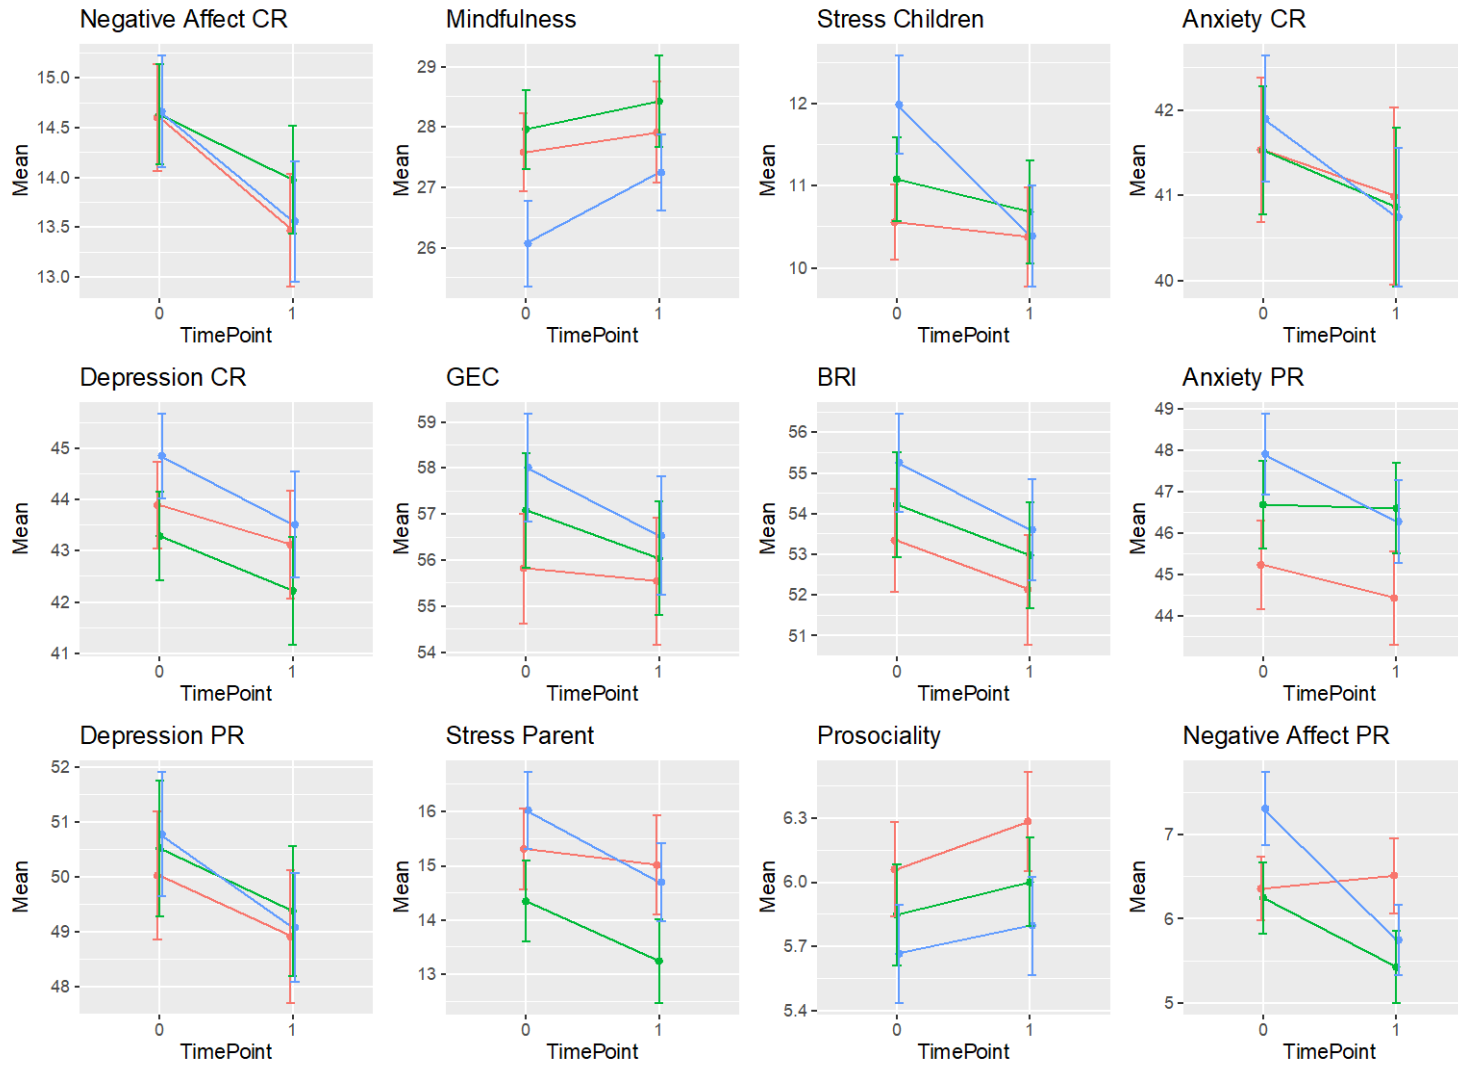 Negative Affect CR
Mindfulness
Stress Children
Anxiety CR
Mean
15.0
14.5
14.0
13.5
13.0
0 1
TimePoint
Mean
29
28
27
26
0 1
TimePoint
Mean
12
11
10
0 1
TimePoint
Mean
42
41
40
0 1
TimePoint
Depression CR
GEC
BRI
Anxiety PR
Mean
45
44
43
42
41
0 1
TimePoint
Mean
59
58
57
56
55
54
0 1
TimePoint
Mean
56
55
54
53
52
51
0 1
TimePoint
Mean
49
48
47
46
45
44
0 1
TimePoint
Depression PR
Stress Parent
Prosociality
Negative Affect PR
Mean
52
51
50
49
48
0 1
TimePoint
Mean
16
15
14
13
0 1
TimePoint
Mean
6.3
6.0
5.7
5.4
0 1
TimePoint
Mean
7
6
5
0 1
TimePoint